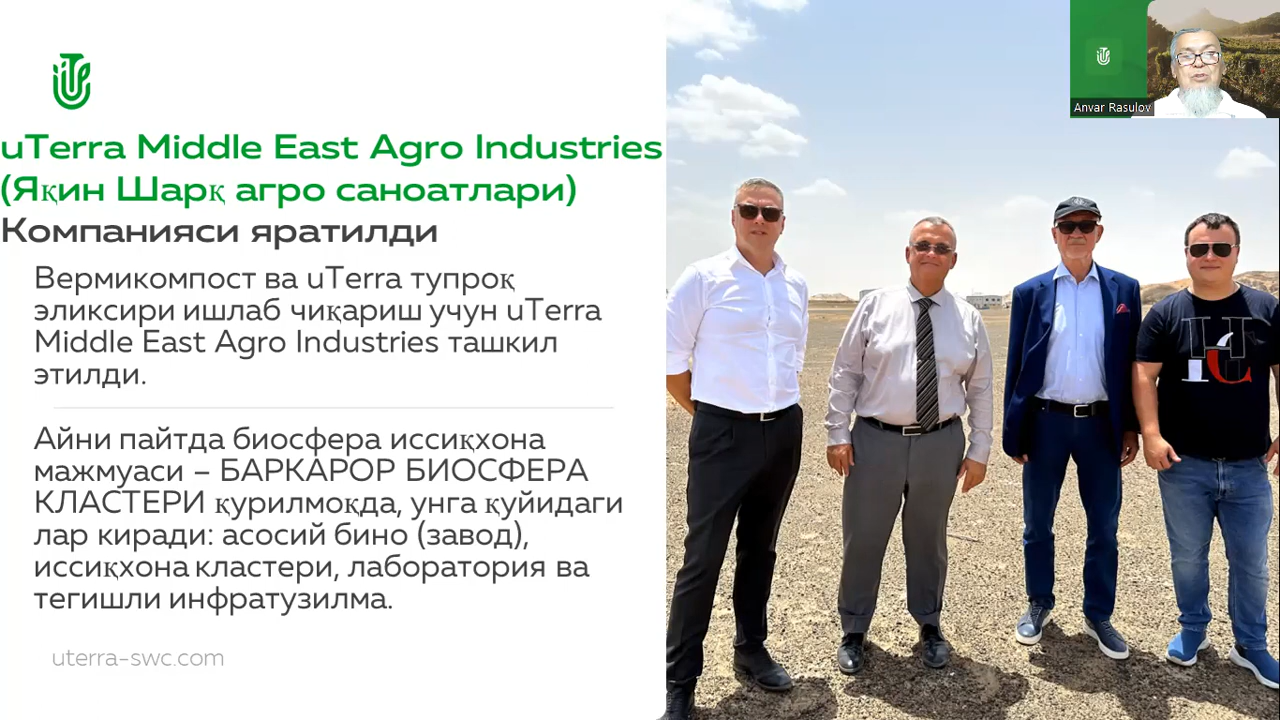 uTerra Middle East Agro Industries
(Яқин Шарқ агро саноатлари)
Компанияси яратилди
Вермикомпост ва uTerra тупроқ
эликсири ишлаб чиқариш учун uTerra
Middle East Agro Industries ташкил
этилди.
Айни пайтда биосфера иссиқхона
мажмуаси – БАРКАРОР БИОСФЕРА
КЛАСТЕРИ қурилмоқда, унга қуйидаги
лар киради: асосий бино (завод),
иссиқхона кластери, лаборатория ва
тегишли инфратузилма.
uterra-swc.com
Anvar Rasulov